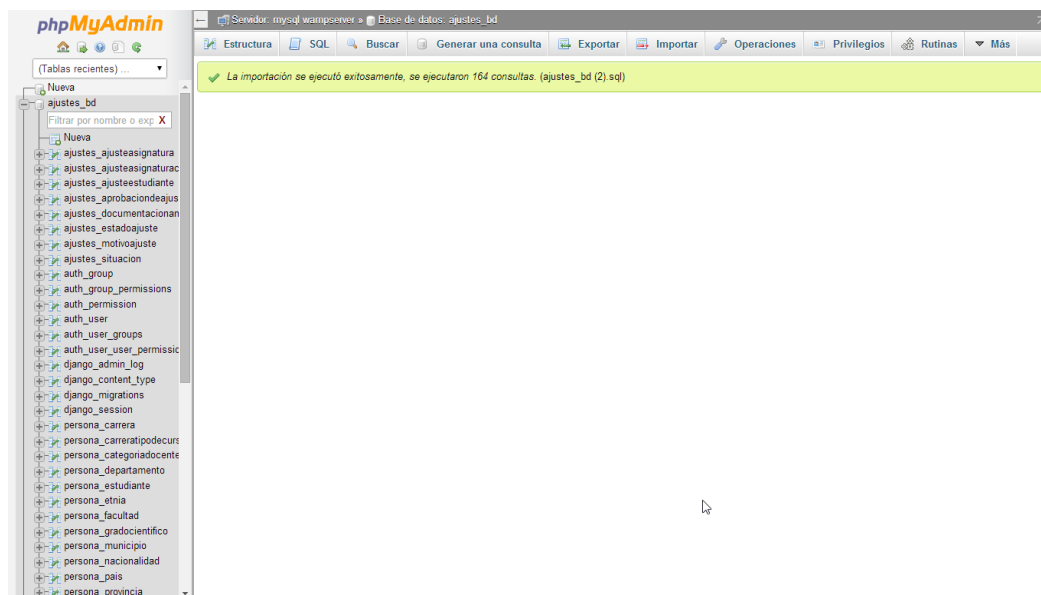 phpMyAdmin
(Tablas recientes) ...
Nueva
ajustes_bd
Filtrar por nombre o exp X
Nueva
ajustes_ajusteasignatura
ajustes_ajusteasignaturac
ajustes_ajusteestudiante
ajustes_aprobaciondeajus
ajustes_documentacionan
ajustes_estadoajuste
ajustes_motivoajuste
ajustes_situacion
auth_group
auth_group_permissions
auth_permission
auth_user
auth_user_groups
auth_user_user_permissic
django_admin_log
django_content_type
django_migrations
django_session
persona_carrera
persona_carreratipodecurs
persona_categoriadocente
persona_departamento
persona_estudiante
persona_etnia
persona_facultad
persona_gradocientifico
persona_municipio
persona_nacionalidad
persona_pais
persona_provincia
Servidor: mysql wampserver » Base de datos: ajustes_bd
Estructura SQL Buscar Generar una consulta Exportar Importar Operaciones Privilegios Rutinas Más
La importación se ejecutó exitosamente, se ejecutaron 164 consultas. (ajustes_bd (2).sql)